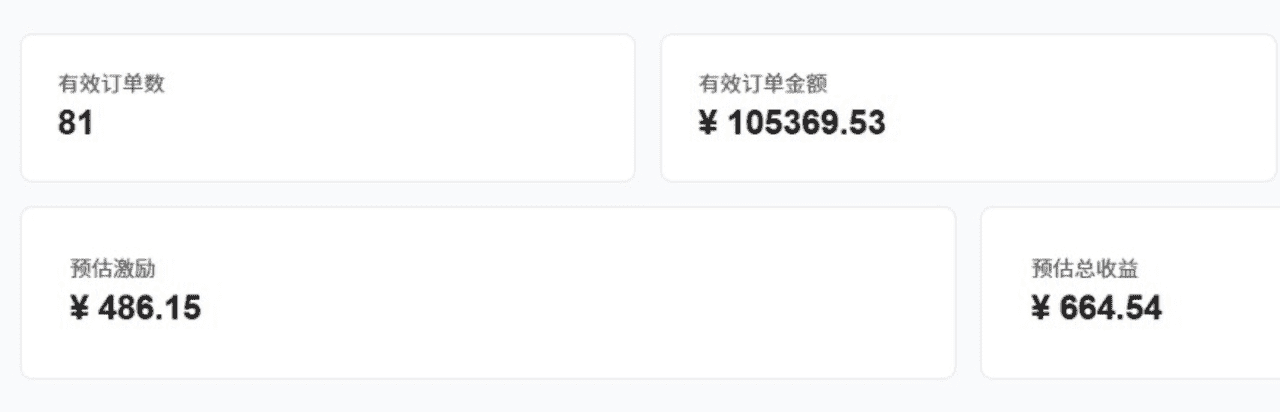 有效订单数
81
有效订单金额
¥ 105369.53
预估激励
¥ 486.15
预估总收益
¥ 664.54